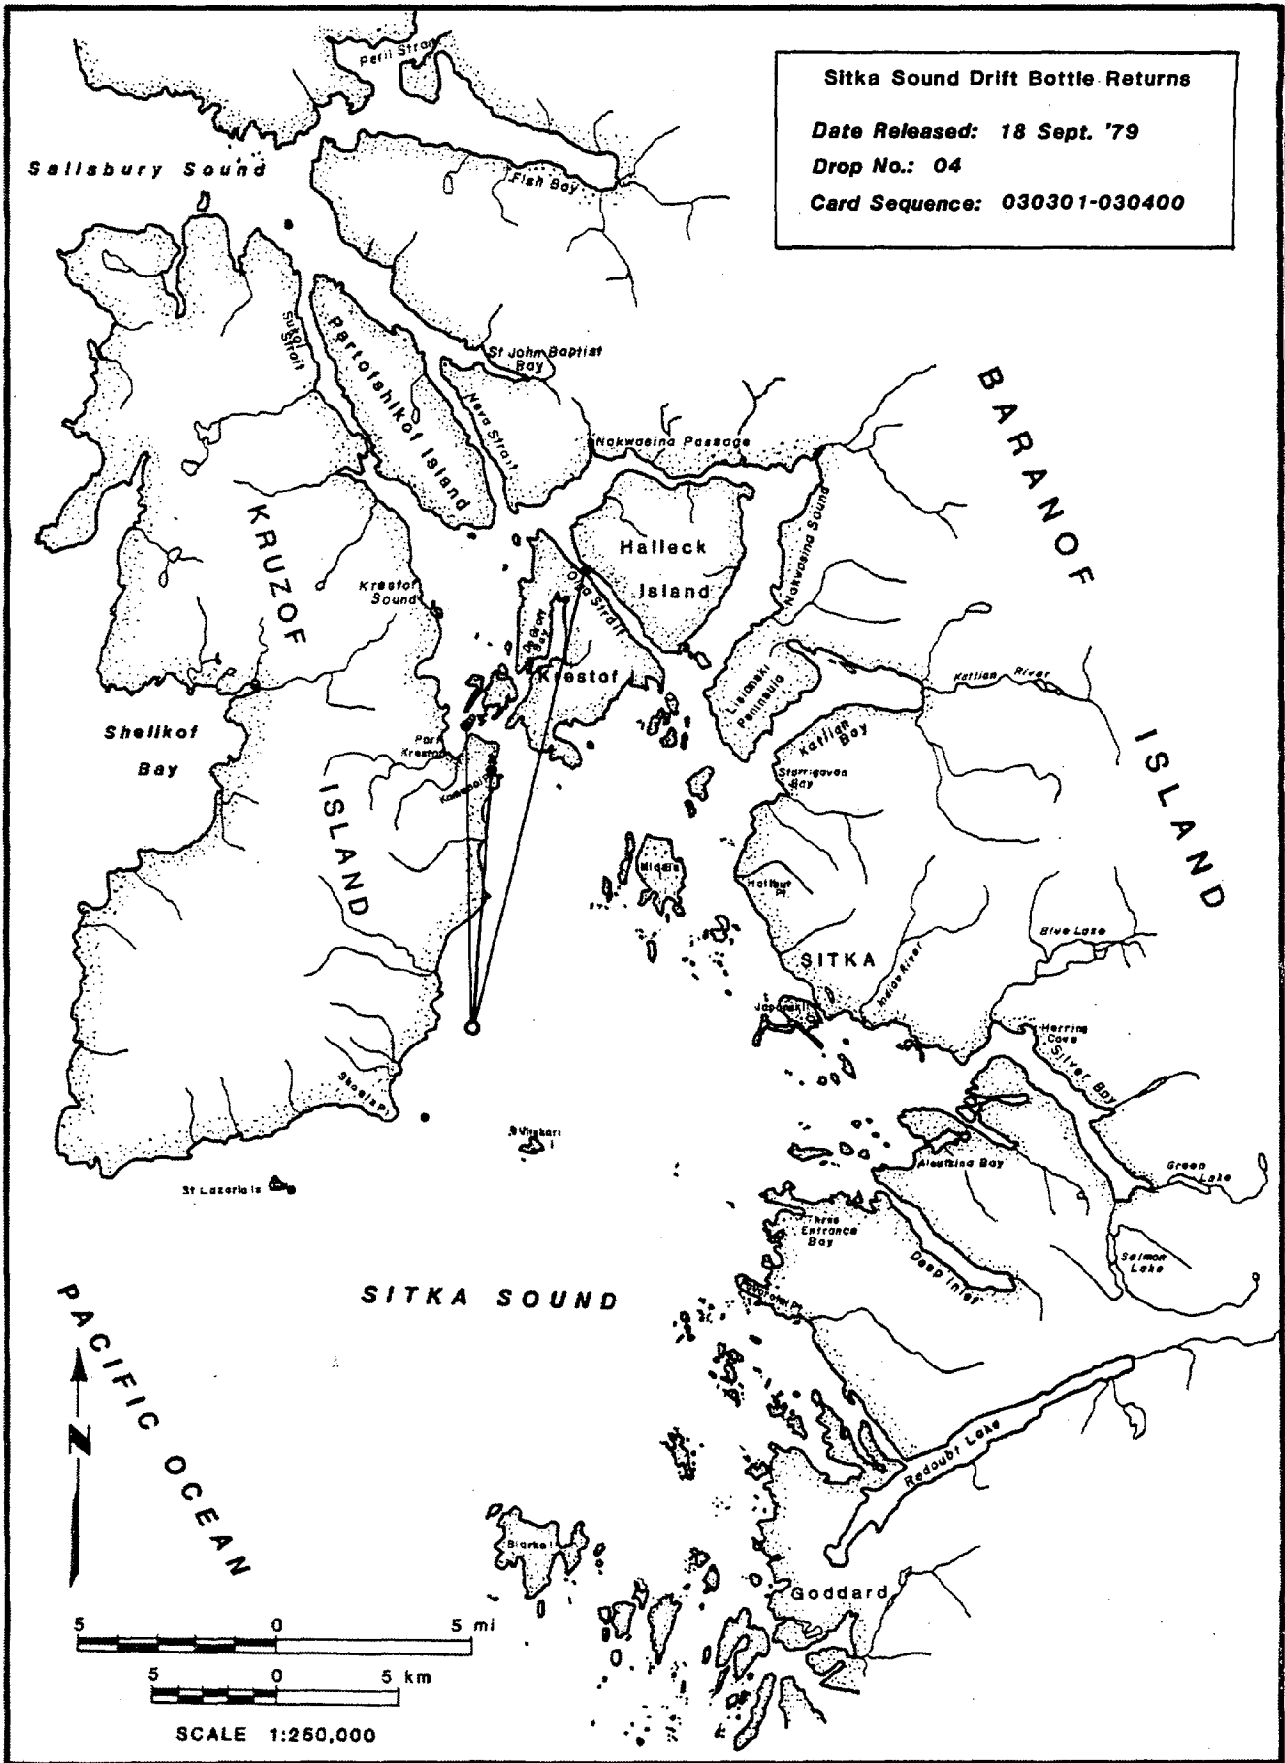 Sitka Sound Drift Bottle Returns
Date Released: 18 Sept. '79
Drop No.: 04
Card Sequence: 030301-030400
Peril Strait
Salisbury Sound
Fish Bay
Sukoi
Strait
Partofshikof Island
St John Baptist
Bay
Neva Strait
Nakwasina Passage
BARANOF
ISLAND
KRUZOF
ISLAND
Halleck
Island
Nakwasina Sound
Krestof
Sound
Olga Strait
Bay
Krestof I
Lisianski
Peninsula
Katlian River
Katlian
Bay
Shelikof
Bay
Port
Krestof
Starrigavan
Bay
Middle
Halibut
Pt
SITKA
Indian River
Blue Lake
Japonski I
Herring
Cove
Silver Bay
Shoals Pt
Vitskari
I
St Lazaria Is
Aleutkina Bay
Green
Lake
Three
Entrance
Bay
Deep Inlet
Salmon
Lake
SITKA SOUND
PACIFIC OCEAN
N
Redoubt Lake
Biorka I
Goddard
5 0 5 mi
5 0 5 km
SCALE 1:250,000